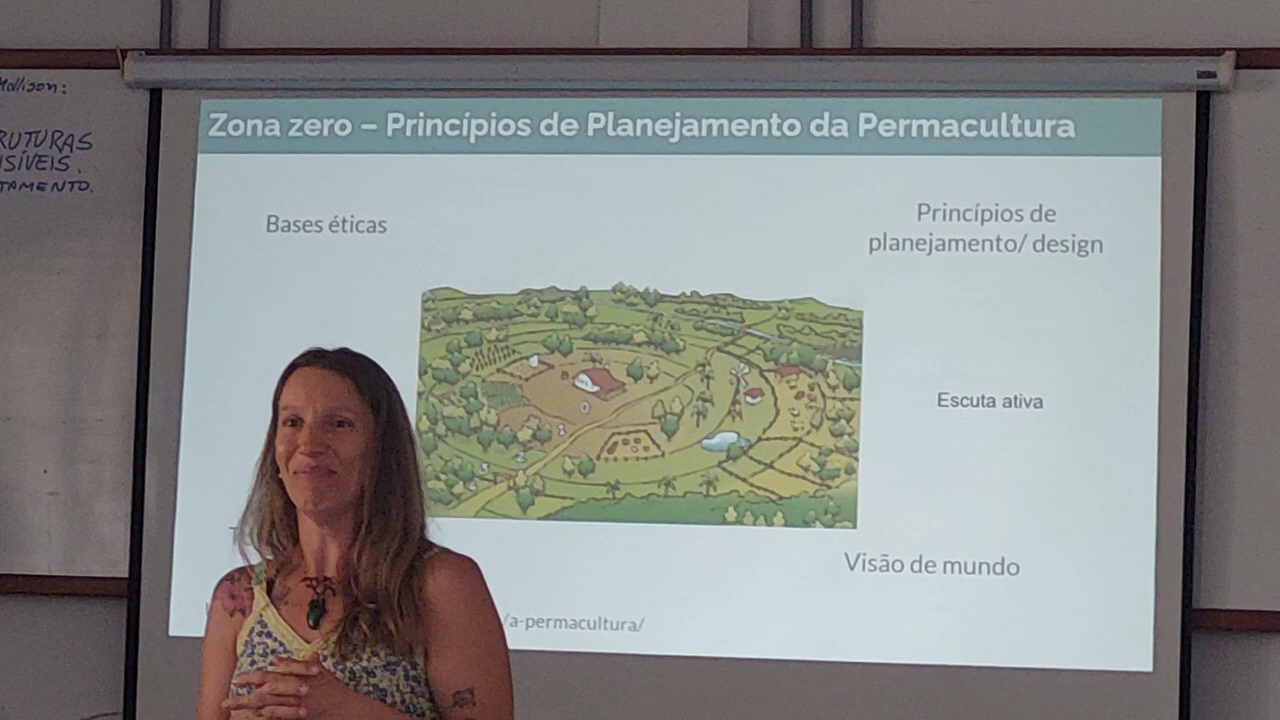 Mollison:
RUTURAS
ISÍVEIS.
TAMENTO.
Zona zero – Princípios de Planejamento da Permacultura
Bases éticas
Princípios de
planejamento/ design
Escuta ativa
Visão de mundo
/a-permacultura/